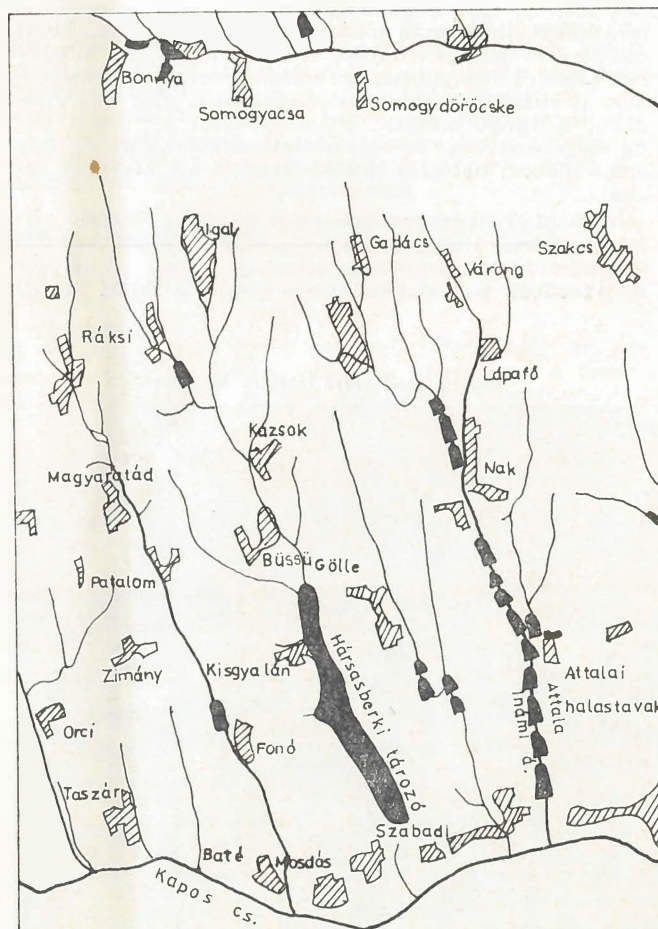 Bonnya
Somogyacsa
Somogydöröcske
Igal
Gadács
Szakcs
Várong
Ráksi
Lápafő
Kazsok
Nak
Magyaratád
Büssü
Gölle
Patalom
Zimány
Kisgyalán
Hársasberki tározó
Attalai
halastavak
Attala
Inámi d.
Orci
Fonó
Taszár
Szabadi
Baté
Mosdós
Kapos cs.